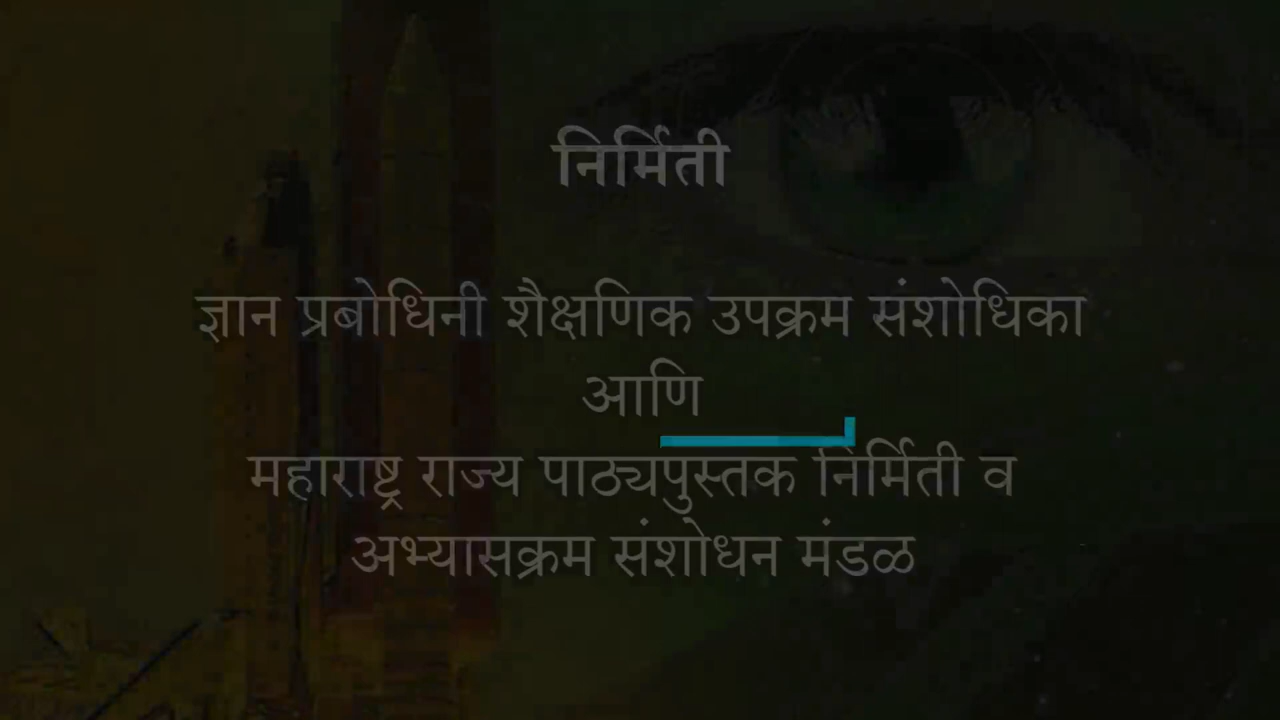 निर्मिती
ज्ञान प्रबोधिनी शैक्षणिक उपक्रम संशोधिका
आणि
महाराष्ट्र राज्य पाठ्यपुस्तक निर्मिती व
अभ्यासक्रम संशोधन मंडळ